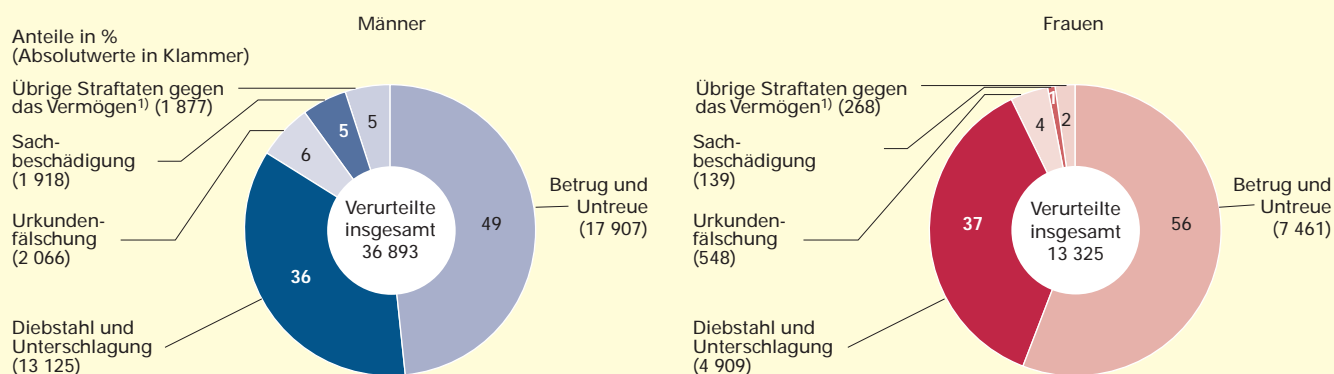 Männer
Anteile in %
(Absolutwerte in Klammer)
Übrige Straftaten gegen
das Vermögen1) (1 877)
Sach-
beschädigung
(1 918)
Urkunden-
fälschung
(2 066)
Diebstahl und
Unterschlagung
(13 125)
5
5
6
36
49
Verurteilte
insgesamt
36 893
Betrug und
Untreue
(17 907)
Frauen
Übrige Straftaten gegen
das Vermögen1) (268)
Sach-
beschädigung
(139)
Urkunden-
fälschung
(548)
Diebstahl und
Unterschlagung
(4 909)
4
1
2
37
56
Verurteilte
insgesamt
13 325
Betrug und
Untreue
(7 461)